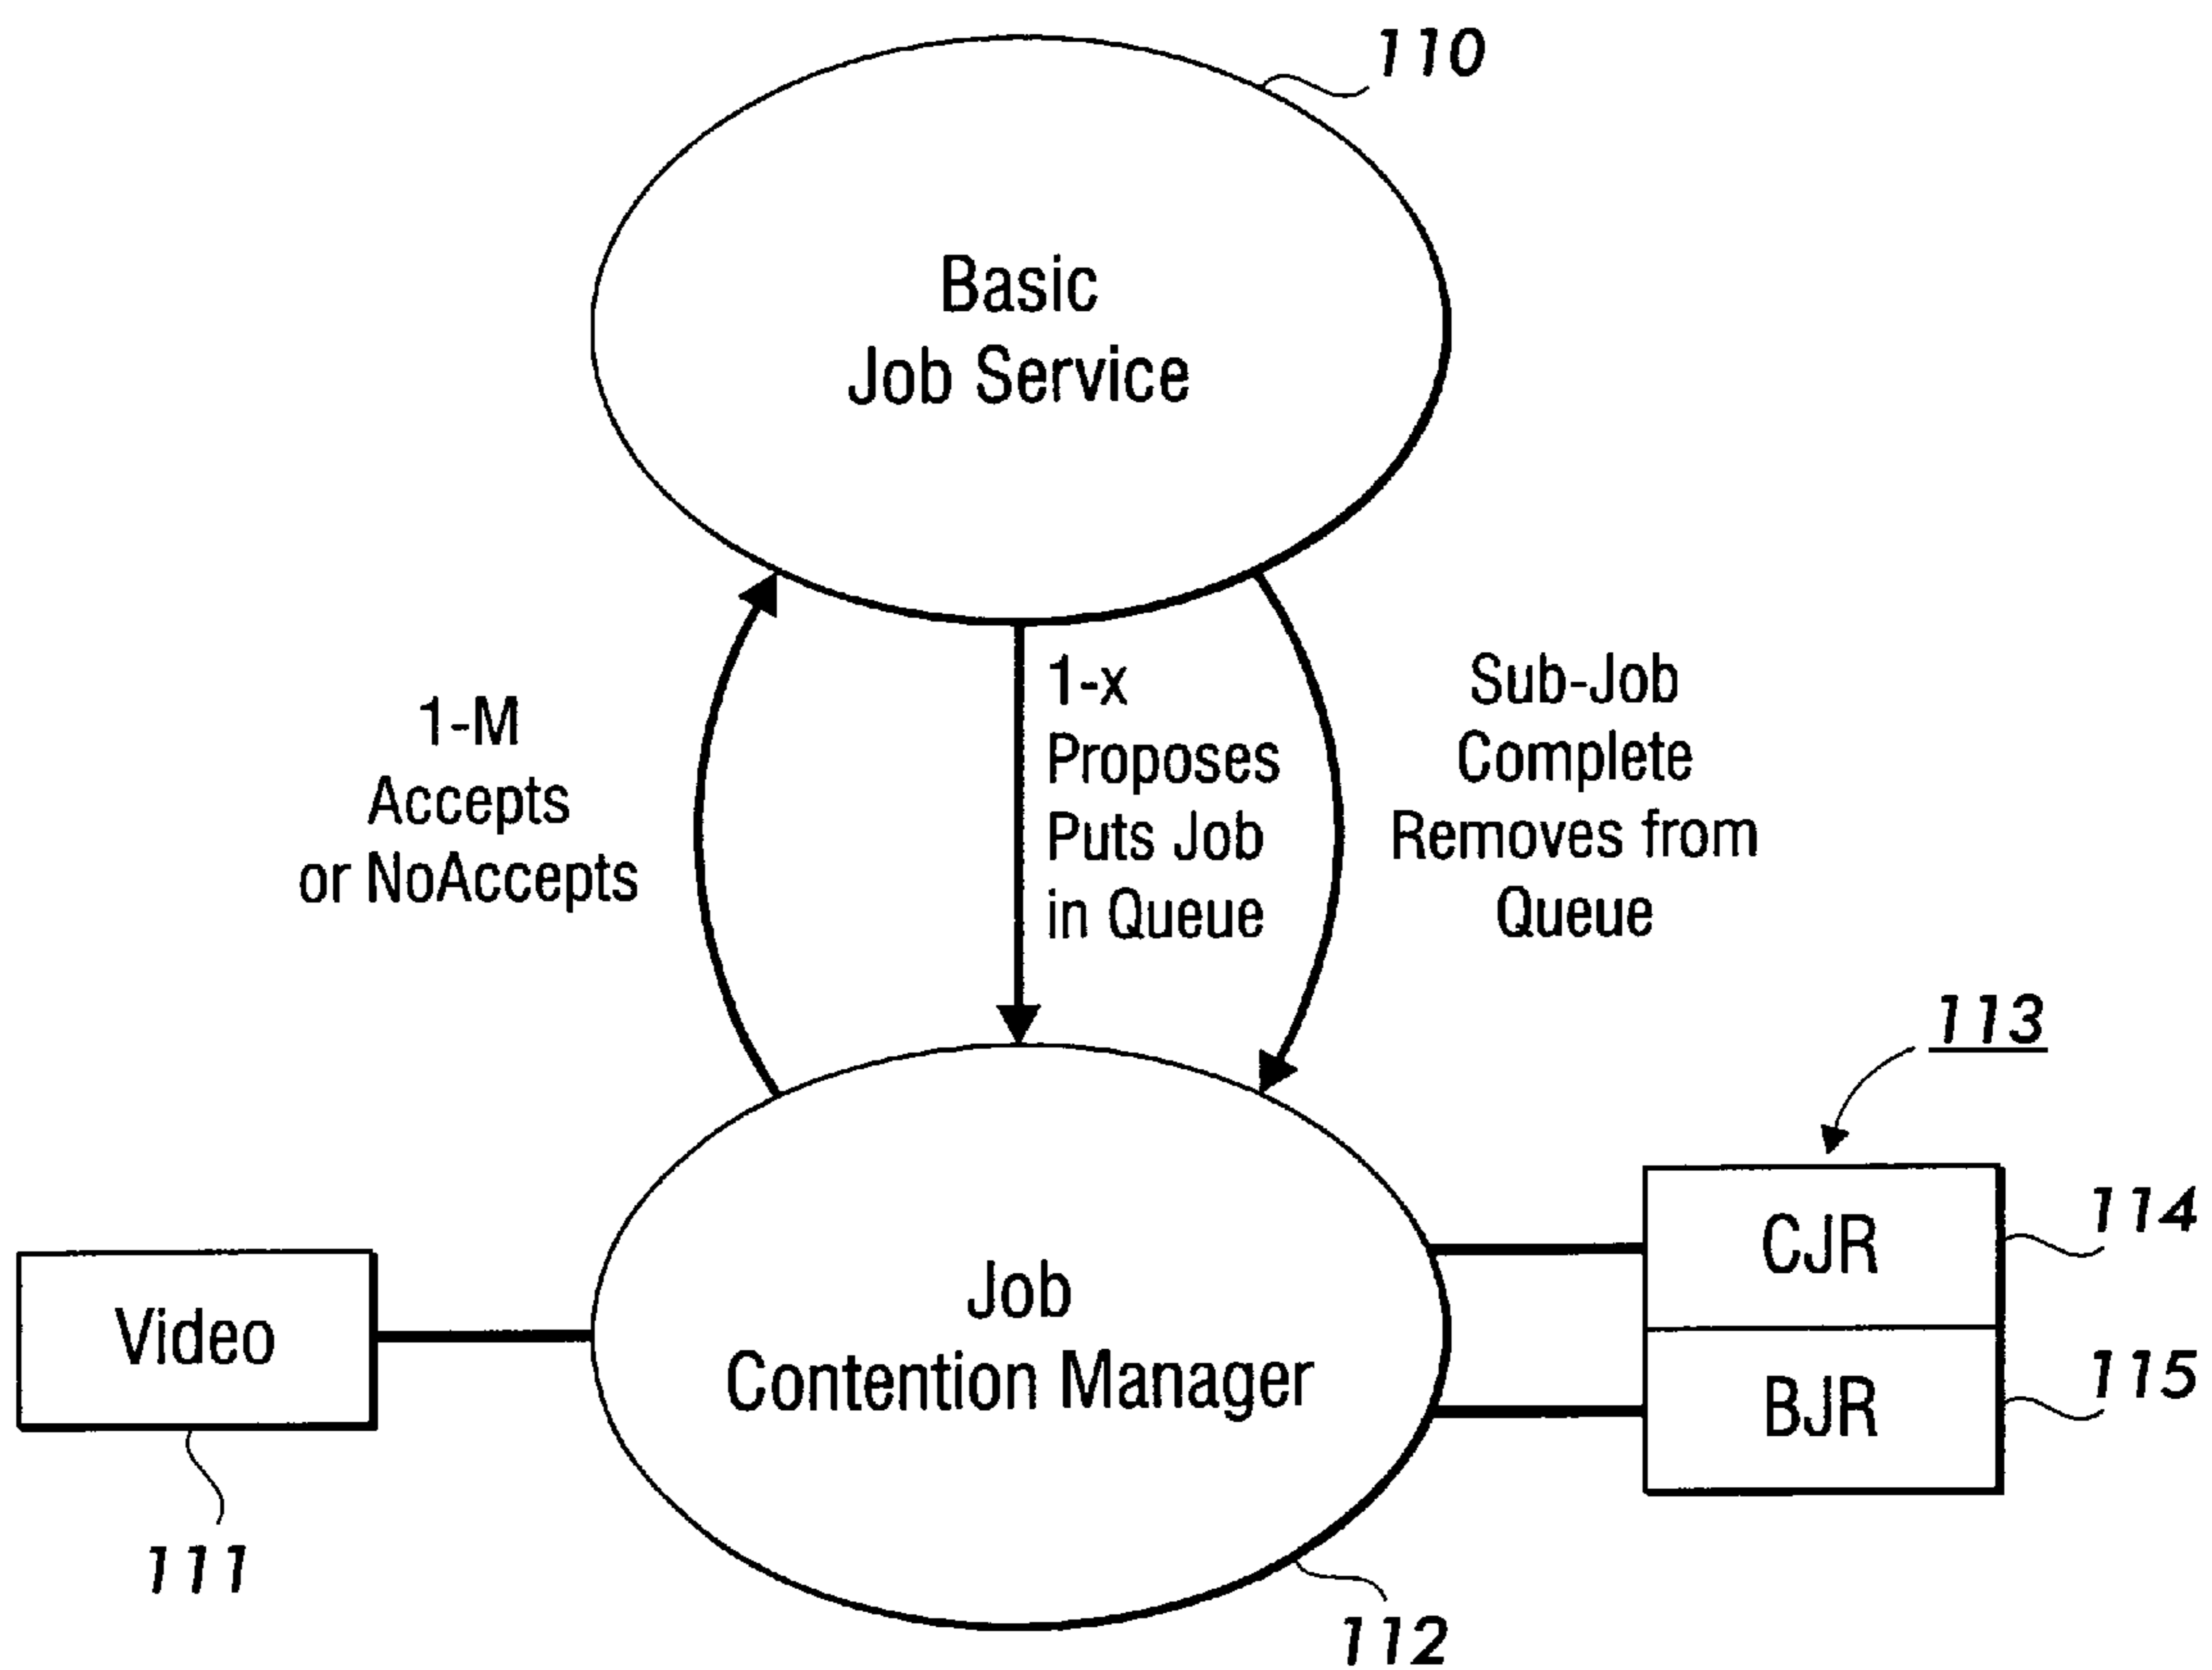 110
Basic
Job Service
1-M
Accepts
or NoAccepts
1-x
Proposes
Puts Job
in Queue
Sub-Job
Complete
Removes from
Queue
113
CJR
114
BJR
115
Video
111
Job
Contention Manager
112